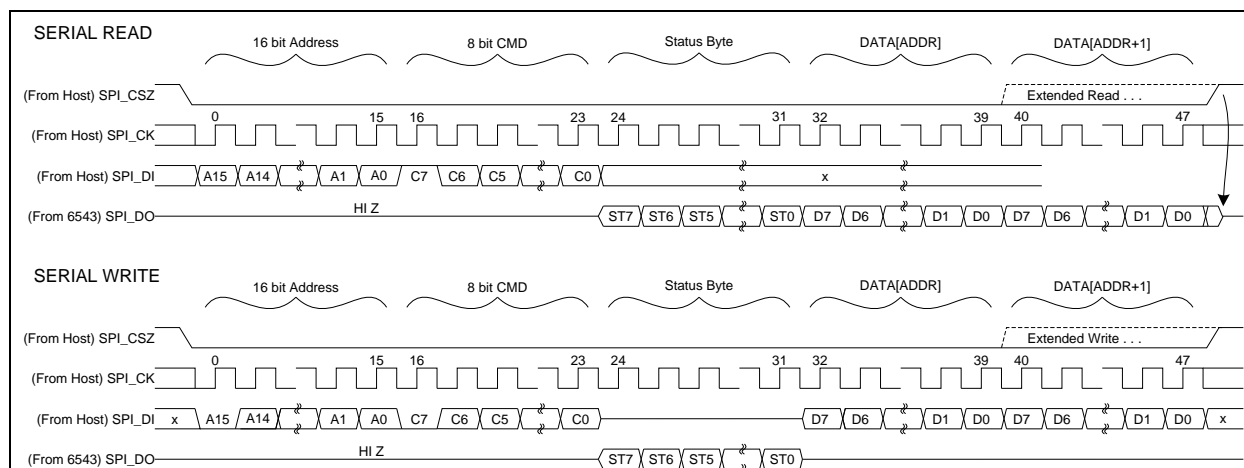 SERIAL READ
16 bit Address 8 bit CMD Status Byte DATA[ADDR] DATA[ADDR+1]
(From Host) SPI_CSZ Extended Read . . .
0 15 16 23 24 31 32 39 40 47
(From Host) SPI_CK
(From Host) SPI_DI A15 A14 A1 A0 C7 C6 C5 C0 x
(From 6543) SPI_DO HI Z ST7 ST6 ST5 ST0 D7 D6 D1 D0 D7 D6 D1 D0
SERIAL WRITE
16 bit Address 8 bit CMD Status Byte DATA[ADDR] DATA[ADDR+1]
(From Host) SPI_CSZ Extended Write . . .
0 15 16 23 24 31 32 39 40 47
(From Host) SPI_CK
(From Host) SPI_DI x A15 A14 A1 A0 C7 C6 C5 C0 D7 D6 D1 D0 D7 D6 D1 D0 x
(From 6543) SPI_DO HI Z ST7 ST6 ST5 ST0